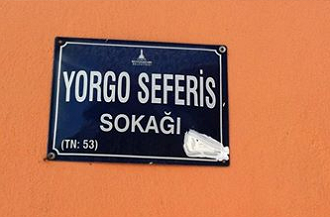 YORGO SEFERİS
SOKAĞI
(TN: 53)